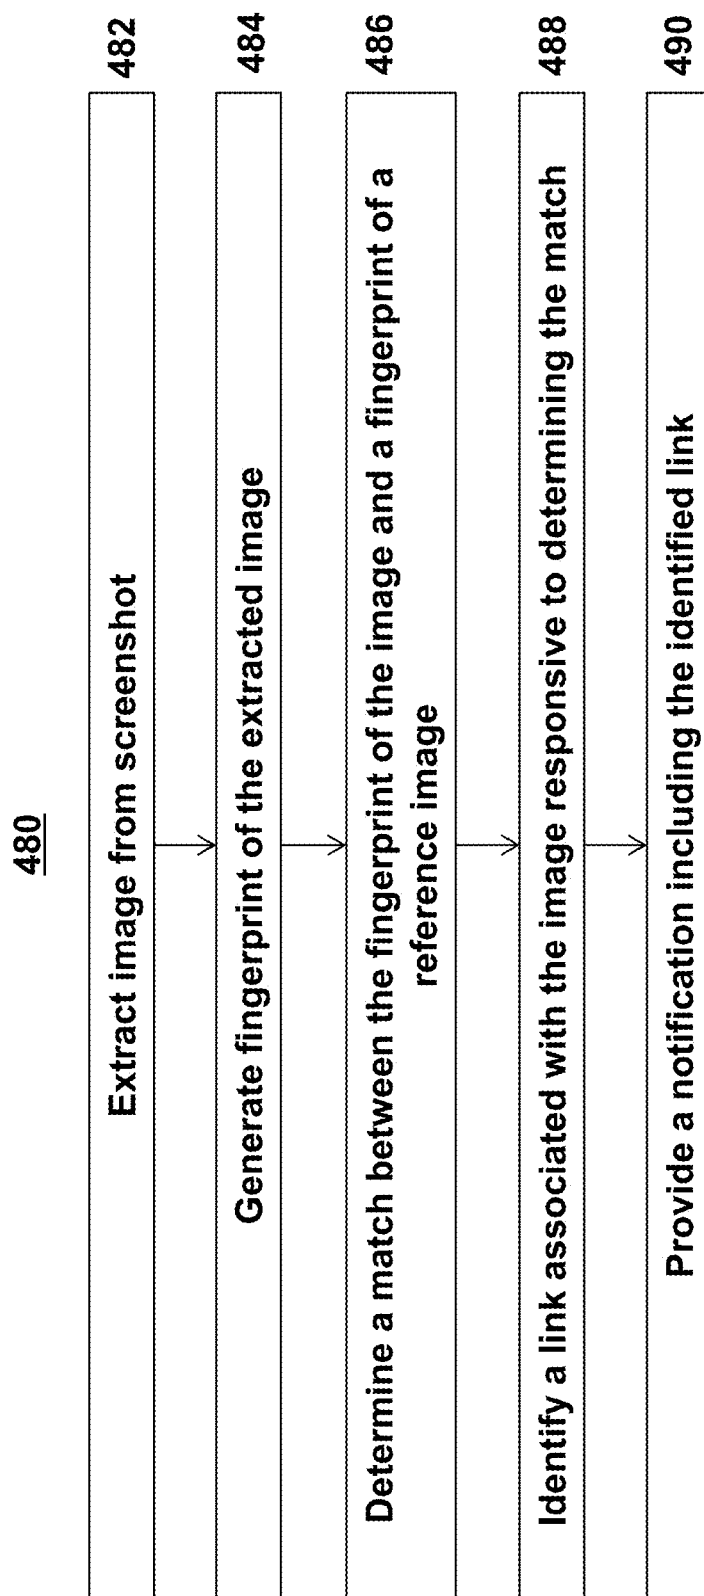 480
Extract image from screenshot
482
Generate fingerprint of the extracted image
484
Determine a match between the fingerprint of the image and a fingerprint of a
reference image
486
Identify a link associated with the image responsive to determining the match
488
Provide a notification including the identified link
490